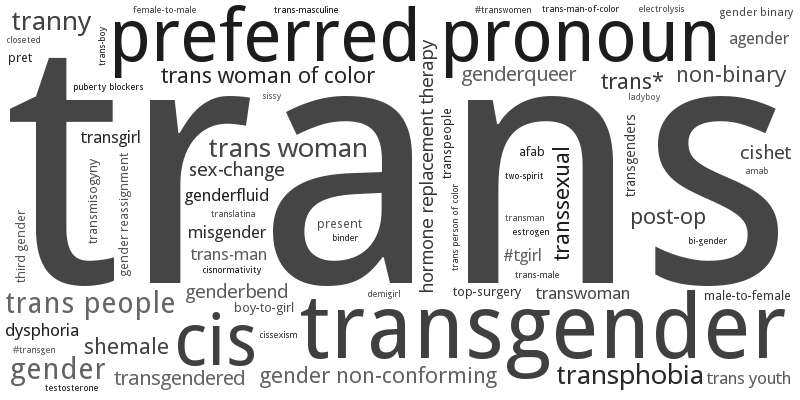 female-to-male
trans-masculine
#transwomen
trans-man-of-color
electrolysis
gender binary
tranny
preferred pronoun
closeted
trans-boy
agender
pret
trans woman of color
genderqueer
trans*
non-binary
puberty blockers
sissy
ladyboy
trans
transgirl
trans woman
hormone replacement therapy
transpeople
afab
transgenders
cishet
sex-change
two-spirit
transsexual
amab
transmisogyny
gender reassignment
genderfluid
trans person of color
third gender
translatina
transman
post-op
misgender
present
estrogen
binder
bi-gender
trans-man
#tgirl
cisnormativity
trans-male
genderbend
demigirl
top-surgery
transwoman
male-to-female
trans people
boy-to-girl
transgender
dysphoria
cis
cissexism
shemale
#transgen
gender
transgendered
gender non-conforming
transphobia
trans youth
testosterone